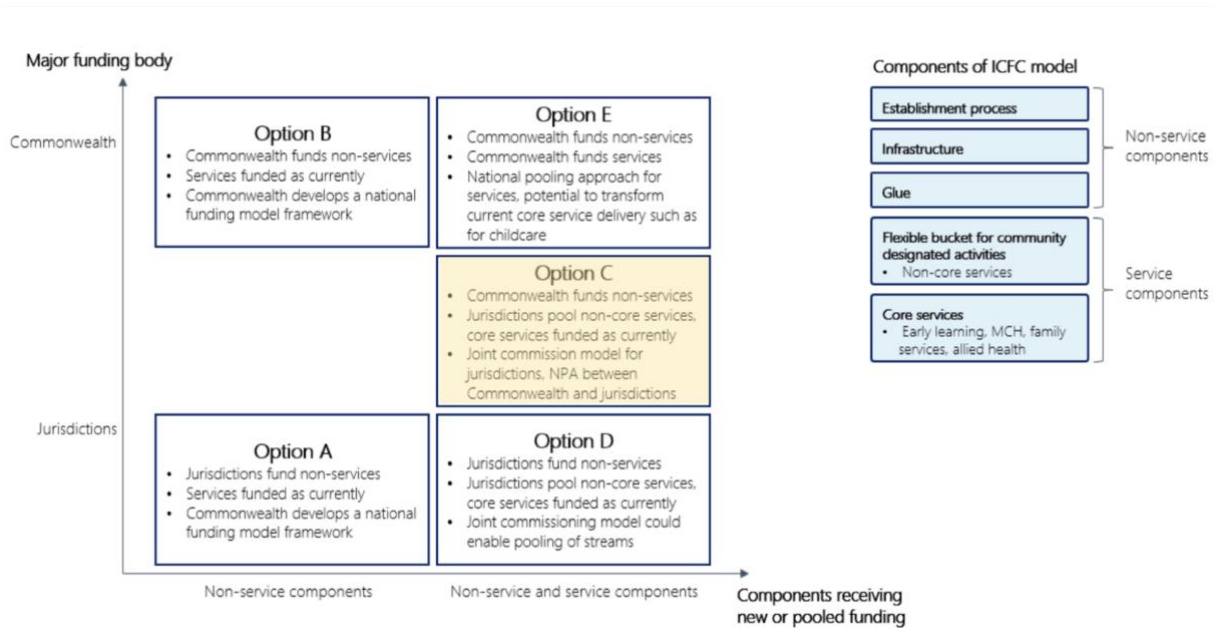 Major funding body
Commonwealth
Jurisdictions
Option B
• Commonwealth funds non-services
• Services funded as currently
• Commonwealth develops a national
funding model framework
Option E
• Commonwealth funds non-services
• Commonwealth funds services
• National pooling approach for
services, potential to transform
current core service delivery such as
for childcare
Option C
• Commonwealth funds non-services
• Jurisdictions pool non-core services,
core services funded as currently
• Joint commission model for
jurisdictions, NPA between
Commonwealth and jurisdictions
Option A
• Jurisdictions fund non-services
• Services funded as currently
• Commonwealth develops a national
funding model framework
Option D
• Jurisdictions fund non-services
• Jurisdictions pool non-core services,
core services funded as currently
• Joint commissioning model could
enable pooling of streams
Non-service components
Non-service and service components
Components receiving
new or pooled funding
Components of ICFC model
Establishment process
Infrastructure
Glue
Non-service
components
Flexible bucket for community
designated activities
• Non-core services
Core services
• Early learning, MCH, family
services, allied health
Service
components